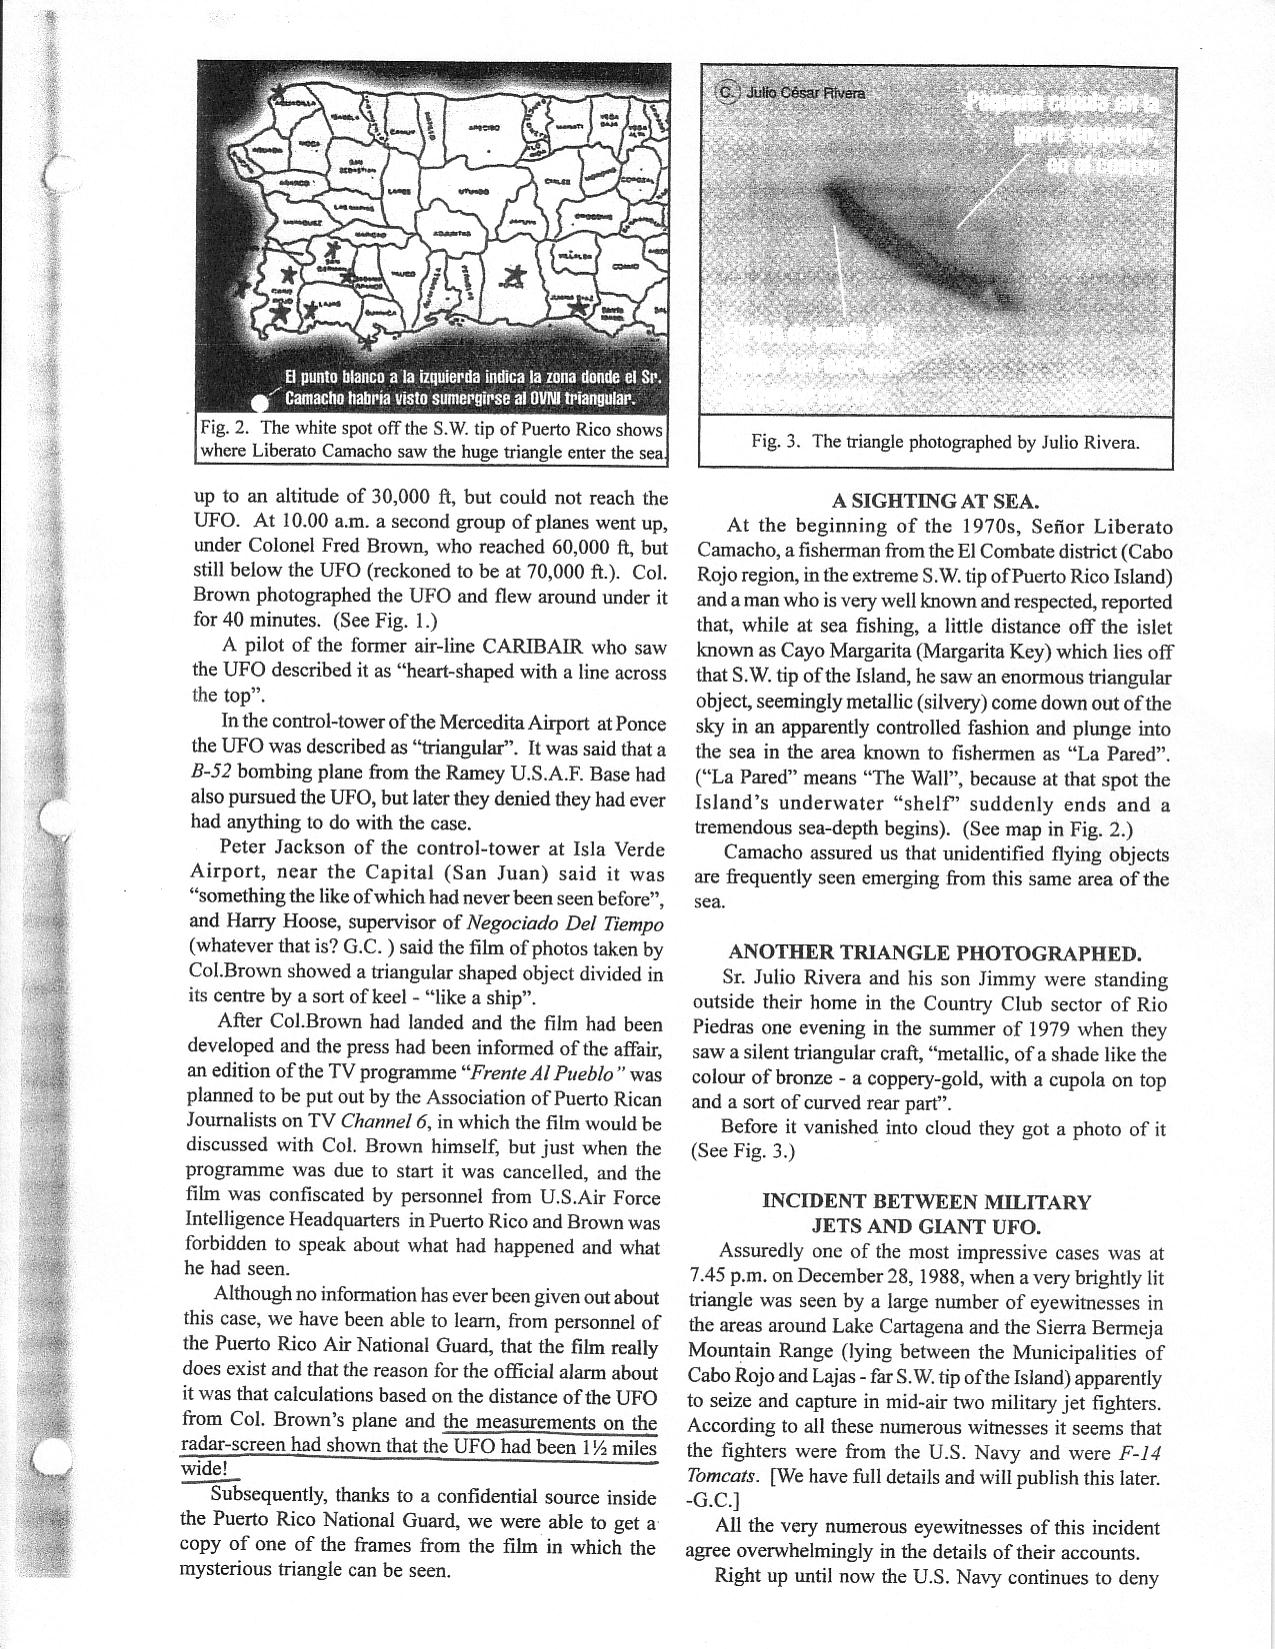 AGUADILLA
ISABELA
CAMUY
ARECIBO
MANATI
VEGA
BAJA
VEGA
ALTA
AGUADA
MOCA
SAN
SEBASTIAN
LARES
UTUADO
CIALES
COROZAL
AÑASCO
LAS MARIAS
MAYAGUEZ
MARICAO
ADJUNTAS
JAYUYA
OROCOVIS
VILLALBA
COAMO
YAUCO
SAN
GERMAN
CABO
ROJO
LAJAS
GUANICA
PONCE
JUANA DIAZ
SANTA
ISABEL
El punto blanco a la izquierda indica la zona donde el Sr.
Camacho habría visto sumergirse al OVNI triangular.
Fig. 2. The white spot off the S.W. tip of Puerto Rico shows
where Liberato Camacho saw the huge triangle enter the sea.
C. Julio César Rivera
Fig. 3. The triangle photographed by Julio Rivera.
up to an altitude of 30,000 ft, but could not reach the
UFO. At 10.00 a.m. a second group of planes went up,
under Colonel Fred Brown, who reached 60,000 ft, but
still below the UFO (reckoned to be at 70,000 ft.). Col.
Brown photographed the UFO and flew around under it
for 40 minutes. (See Fig. 1.)
A pilot of the former air-line CARIBAIR who saw
the UFO described it as “heart-shaped with a line across
the top”.
In the control-tower of the Mercedita Airport at Ponce
the UFO was described as “triangular”. It was said that a
B-52 bombing plane from the Ramey U.S.A.F. Base had
also pursued the UFO, but later they denied they had ever
had anything to do with the case.
Peter Jackson of the control-tower at Isla Verde
Airport, near the Capital (San Juan) said it was
“something the like of which had never been seen before”,
and Harry Hoose, supervisor of Negociado Del Tiempo
(whatever that is? G.C. ) said the film of photos taken by
Col.Brown showed a triangular shaped object divided in
its centre by a sort of keel - “like a ship”.
After Col.Brown had landed and the film had been
developed and the press had been informed of the affair,
an edition of the TV programme “Frente Al Pueblo” was
planned to be put out by the Association of Puerto Rican
Journalists on TV Channel 6, in which the film would be
discussed with Col. Brown himself, but just when the
programme was due to start it was cancelled, and the
film was confiscated by personnel from U.S.Air Force
Intelligence Headquarters in Puerto Rico and Brown was
forbidden to speak about what had happened and what
he had seen.
Although no information has ever been given out about
this case, we have been able to learn, from personnel of
the Puerto Rico Air National Guard, that the film really
does exist and that the reason for the official alarm about
it was that calculations based on the distance of the UFO
from Col. Brown's plane and the measurements on the
radar-screen had shown that the UFO had been 1½ miles
wide!
Subsequently, thanks to a confidential source inside
the Puerto Rico National Guard, we were able to get a
copy of one of the frames from the film in which the
mysterious triangle can be seen.
A SIGHTING AT SEA.
At the beginning of the 1970s, Señor Liberato
Camacho, a fisherman from the El Combate district (Cabo
Rojo region, in the extreme S.W. tip of Puerto Rico Island)
and a man who is very well known and respected, reported
that, while at sea fishing, a little distance off the islet
known as Cayo Margarita (Margarita Key) which lies off
that S.W. tip of the Island, he saw an enormous triangular
object, seemingly metallic (silvery) come down out of the
sky in an apparently controlled fashion and plunge into
the sea in the area known to fishermen as “La Pared”.
(“La Pared” means “The Wall”, because at that spot the
Island's underwater “shelf” suddenly ends and a
tremendous sea-depth begins). (See map in Fig. 2.)
Camacho assured us that unidentified flying objects
are frequently seen emerging from this same area of the
sea.
ANOTHER TRIANGLE PHOTOGRAPHED.
Sr. Julio Rivera and his son Jimmy were standing
outside their home in the Country Club sector of Rio
Piedras one evening in the summer of 1979 when they
saw a silent triangular craft, “metallic, of a shade like the
colour of bronze - a coppery-gold, with a cupola on top
and a sort of curved rear part”.
Before it vanished into cloud they got a photo of it
(See Fig. 3.)
INCIDENT BETWEEN MILITARY
JETS AND GIANT UFO.
Assuredly one of the most impressive cases was at
7.45 p.m. on December 28, 1988, when a very brightly lit
triangle was seen by a large number of eyewitnesses in
the areas around Lake Cartagena and the Sierra Bermeja
Mountain Range (lying between the Municipalities of
Cabo Rojo and Lajas - far S.W. tip of the Island) apparently
to seize and capture in mid-air two military jet fighters.
According to all these numerous witnesses it seems that
the fighters were from the U.S. Navy and were F-14
Tomcats. [We have full details and will publish this later.
-G.C.]
All the very numerous eyewitnesses of this incident
agree overwhelmingly in the details of their accounts.
Right up until now the U.S. Navy continues to deny